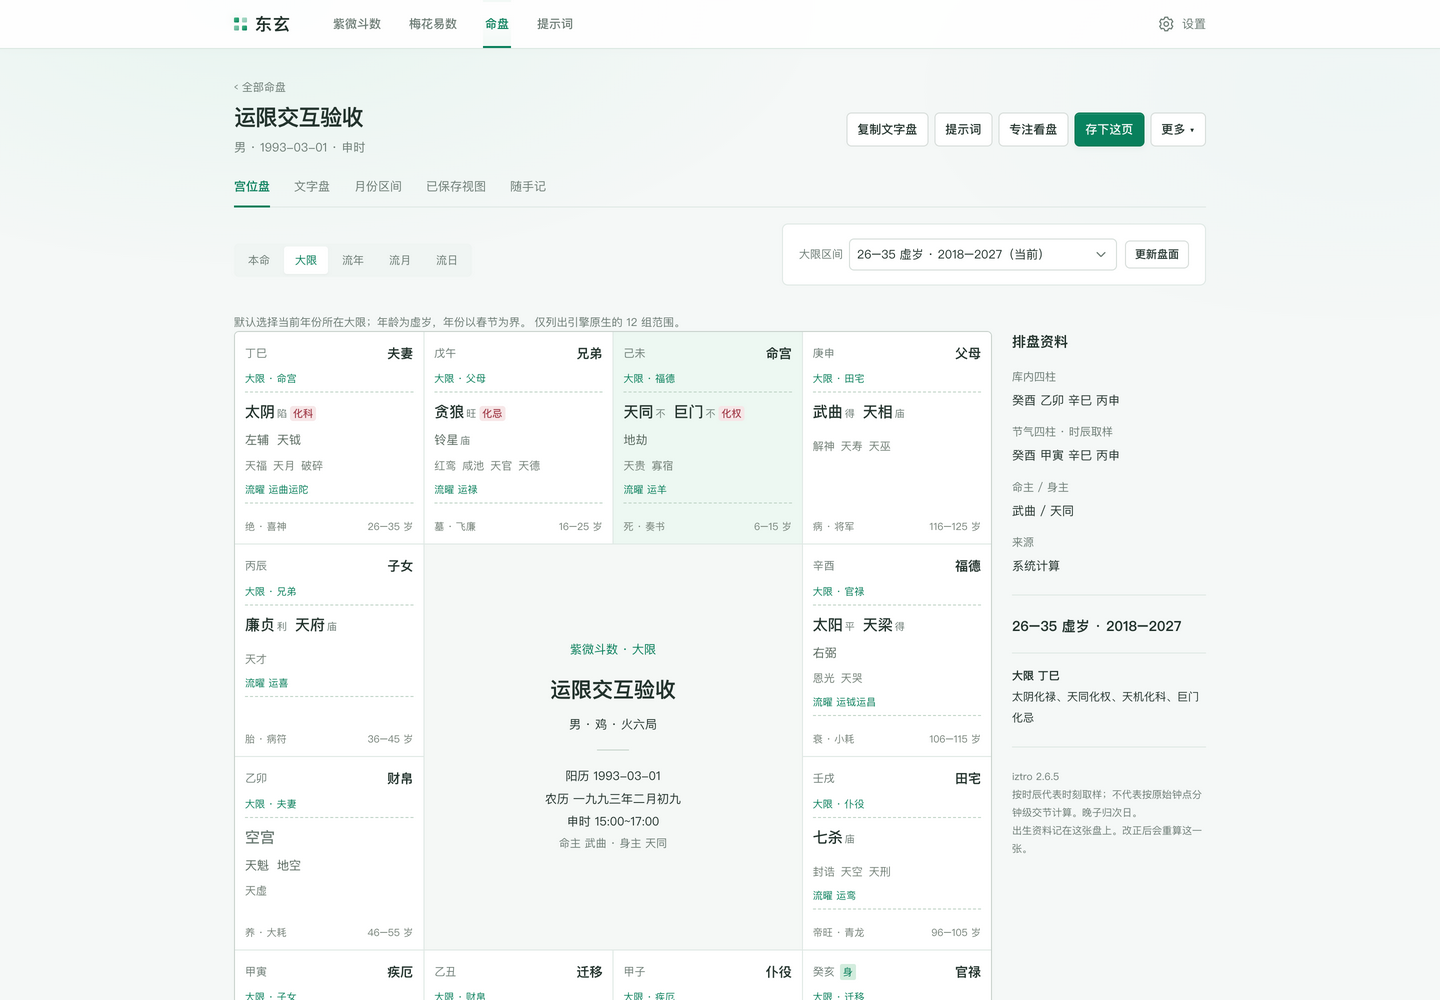 东玄
紫微斗数
梅花易数
命盘
提示词
设置
‹ 全部命盘
运限交互验收
男 · 1993-03-01 · 申时
复制文字盘
提示词
专注看盘
存下这页
更多
宫位盘
文字盘
月份区间
已保存视图
随手记
本命
大限
流年
流月
流日
大限区间
26—35 虚岁 · 2018—2027（当前）
更新盘面
默认选择当前年份所在大限；年龄为虚岁，年份以春节为界。 仅列出引擎原生的 12 组范围。
丁巳 夫妻
大限 · 命宫
太阴 陷 化科
左辅 天钺
天福 天月 破碎
流曜 运曲运陀
绝 · 喜神 26—35 岁
戊午 兄弟
大限 · 父母
贪狼 旺 化忌
铃星 庙
红鸾 咸池 天官 天德
流曜 运禄
墓 · 飞廉 16—25 岁
己未 命宫
大限 · 福德
天同 不 巨门 不 化权
地劫
天贵 寡宿
流曜 运羊
死 · 奏书 6—15 岁
庚申 父母
大限 · 田宅
武曲 得 天相 庙
解神 天寿 天巫
病 · 将军 116—125 岁
丙辰 子女
大限 · 兄弟
廉贞 利 天府 庙
天才
流曜 运喜
胎 · 病符 36—45 岁
紫微斗数 · 大限
运限交互验收
男 · 鸡 · 火六局
阳历 1993-03-01
农历 一九九三年二月初九
申时 15:00~17:00
命主 武曲 · 身主 天同
辛酉 福德
大限 · 官禄
太阳 平 天梁 得
右弼
恩光 天哭
流曜 运钺运昌
衰 · 小耗 106—115 岁
乙卯 财帛
大限 · 夫妻
空宫
天魁 地空
天虚
养 · 大耗 46—55 岁
壬戌 田宅
大限 · 仆役
七杀 庙
封诰 天空 天刑
流曜 运鸾
帝旺 · 青龙 96—105 岁
甲寅 疾厄
大限 · 子女
乙丑 迁移
大限 · 财帛
甲子 仆役
大限 · 疾厄
癸亥 身 官禄
大限 · 迁移
排盘资料
库内四柱
癸酉 乙卯 辛巳 丙申
节气四柱 · 时辰取样
癸酉 甲寅 辛巳 丙申
命主 / 身主
武曲 / 天同
来源
系统计算
26—35 虚岁 · 2018—2027
大限 丁巳
太阴化禄、天同化权、天机化科、巨门
化忌
iztro 2.6.5
按时辰代表时刻取样；不代表按原始钟点分
钟级交节计算。晚子归次日。
出生资料记在这张盘上。改正后会重算这一
张。